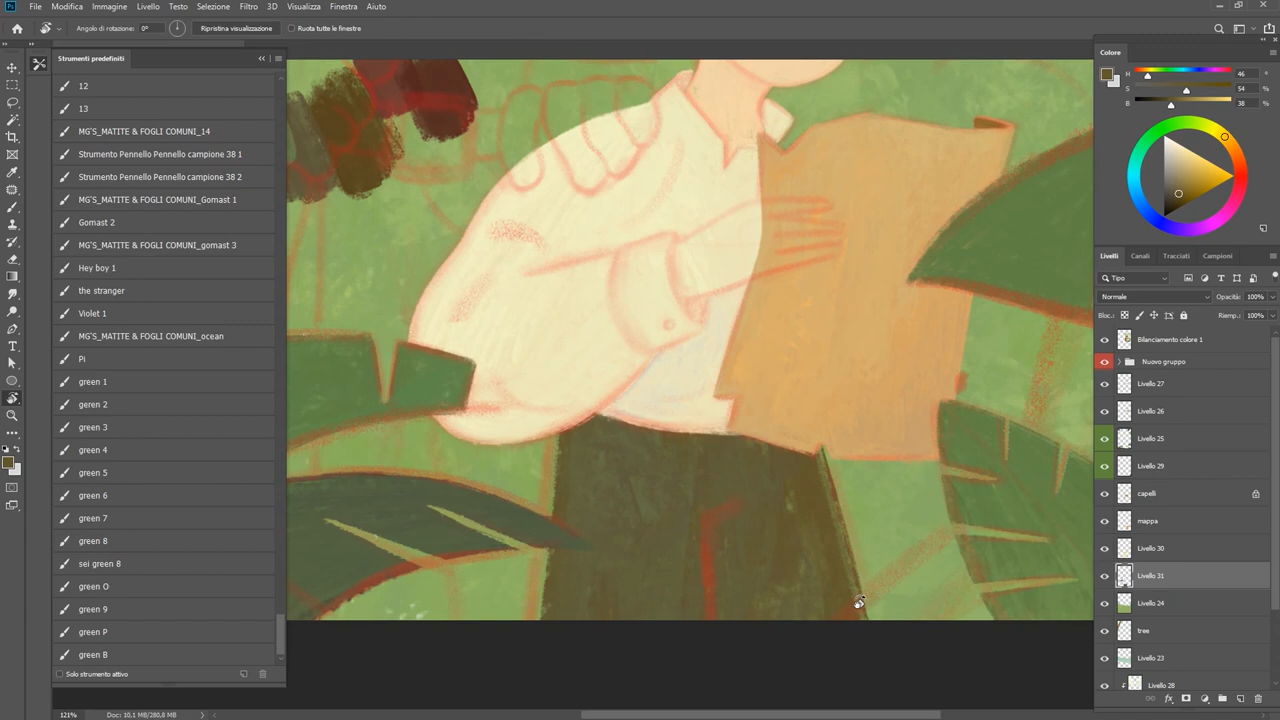 Ps File Modifica Immagine Livello Testo Selezione Filtro 3D Visualizza Finestra Aiuto
Angolo di rotazione: 0° Ripristina visualizzazione Ruota tutte le finestre
Strumenti predefiniti
12
13
MG'S_MATITE & FOGLI COMUNI_14
Strumento Pennello Pennello campione 38 1
Strumento Pennello Pennello campione 38 2
MG'S_MATITE & FOGLI COMUNI_Gomast 1
Gomast 2
MG'S_MATITE & FOGLI COMUNI_gomast 3
Hey boy 1
the stranger
Violet 1
MG'S_MATITE & FOGLI COMUNI_ocean
Pi
green 1
geren 2
green 3
green 4
green 5
green 6
green 7
green 8
sei green 8
green O
green 9
green P
green B
Solo strumento attivo
121% Doc: 10,1 MB/280,8 MB
Colore
H 46 °
S 54 %
B 38 %
Livelli Canali Tracciati Campioni
Tipo
Normale Opacità: 100%
Bloc.: Riemp.: 100%
Bilanciamento colore 1
Nuovo gruppo
Livello 27
Livello 26
Livello 25
Livello 29
capelli
mappa
Livello 30
Livello 31
Livello 24
tree
Livello 23
Livello 28
fx